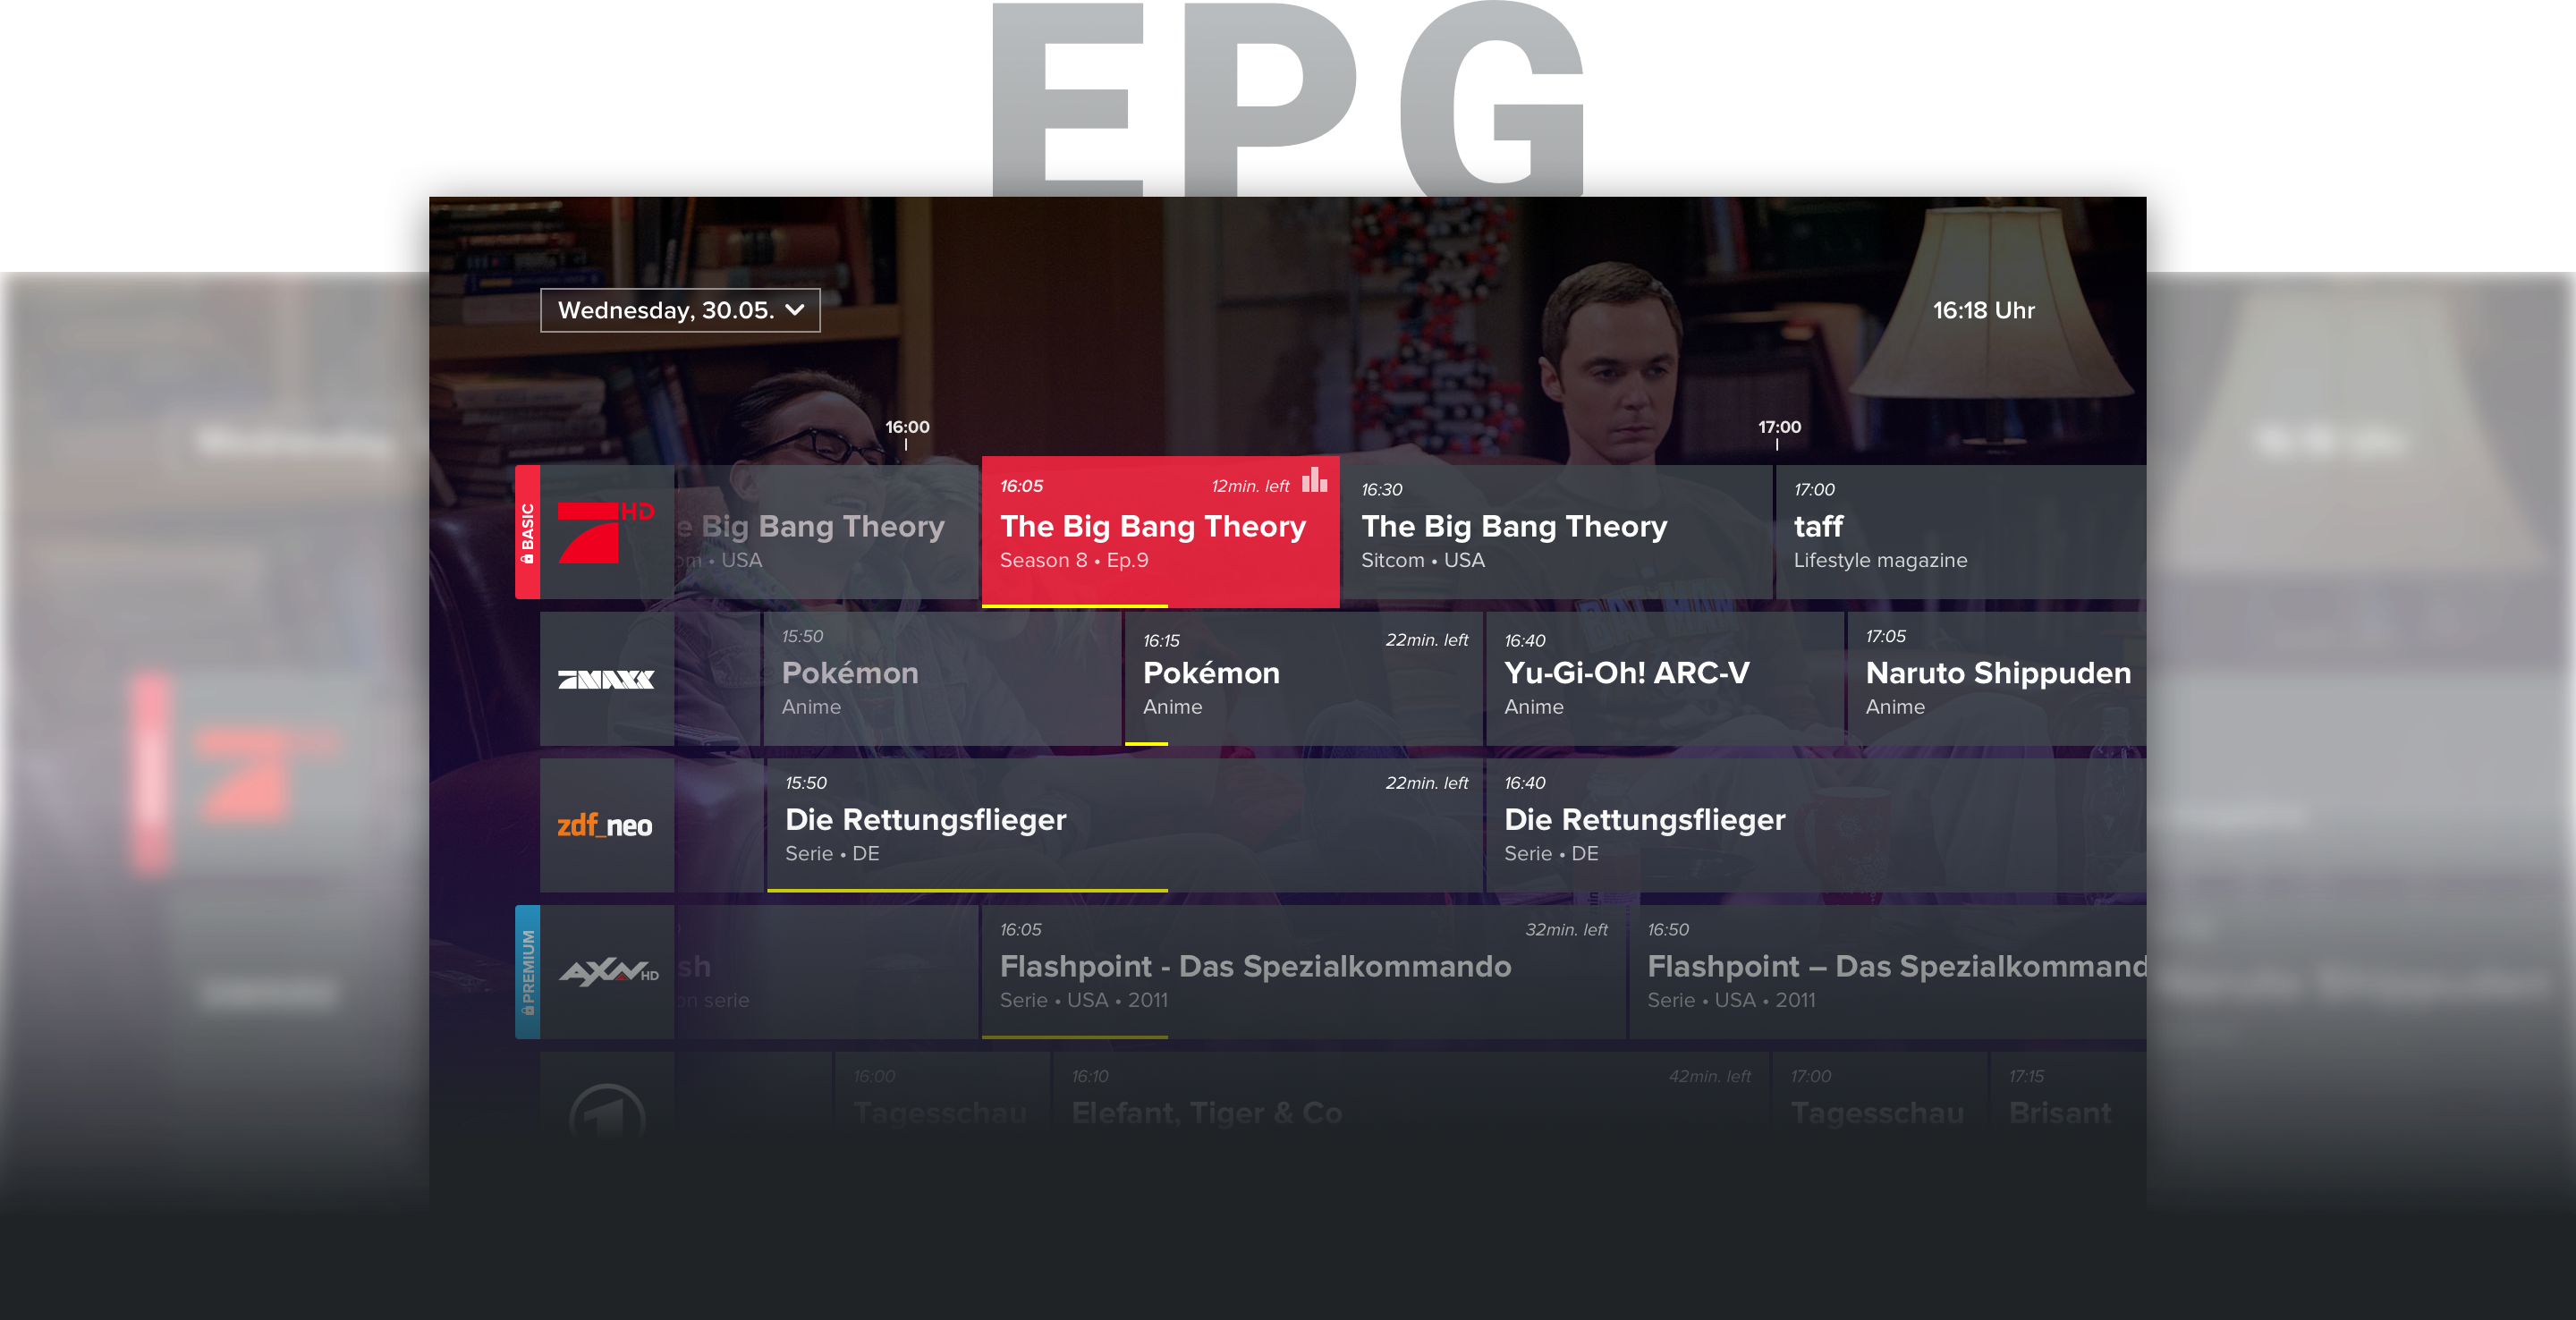 EPG
Wednesday, 30.05.
16:18 Uhr
16:00
17:00
BASIC
HD
e Big Bang Theory
om • USA
16:05
12min. left
The Big Bang Theory
Season 8 • Ep.9
16:30
The Big Bang Theory
Sitcom • USA
17:00
taff
Lifestyle magazine
MAXX
15:50
Pokémon
Anime
16:15
22min. left
Pokémon
Anime
16:40
Yu-Gi-Oh! ARC-V
Anime
17:05
Naruto Shippuden
Anime
zdf_neo
15:50
22min. left
Die Rettungsflieger
Serie • DE
16:40
Die Rettungsflieger
Serie • DE
PREMIUM
AXN HD
sh
on serie
16:05
32min. left
Flashpoint - Das Spezialkommando
Serie • USA • 2011
16:50
Flashpoint – Das Spezialkommand
Serie • USA • 2011
1
16:00
Tagesschau
16:10
42min. left
Elefant, Tiger & Co
17:00
Tagesschau
17:15
Brisant